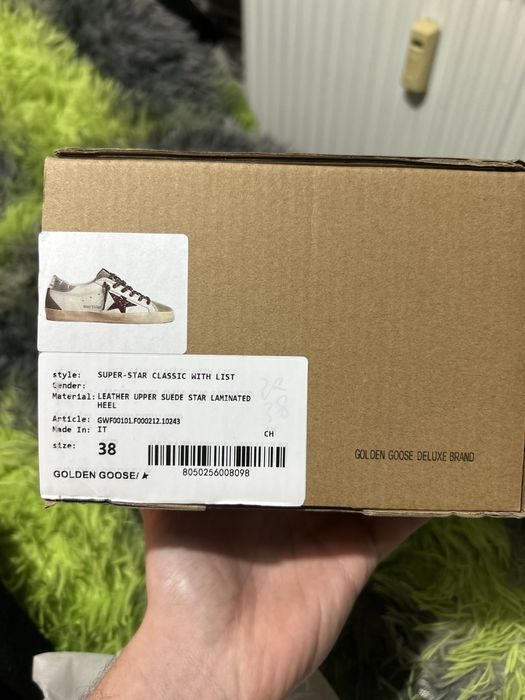 style: SUPER-STAR CLASSIC WITH LIST
Gender:
Material: LEATHER UPPER SUEDE STAR LAMINATED
HEEL
Article: GWF00101.F000212.10243
Made In: IT
CH
size: 38
8050256008098
GOLDEN GOOSE/★
GOLDEN GOOSE DELUXE BRAND
38